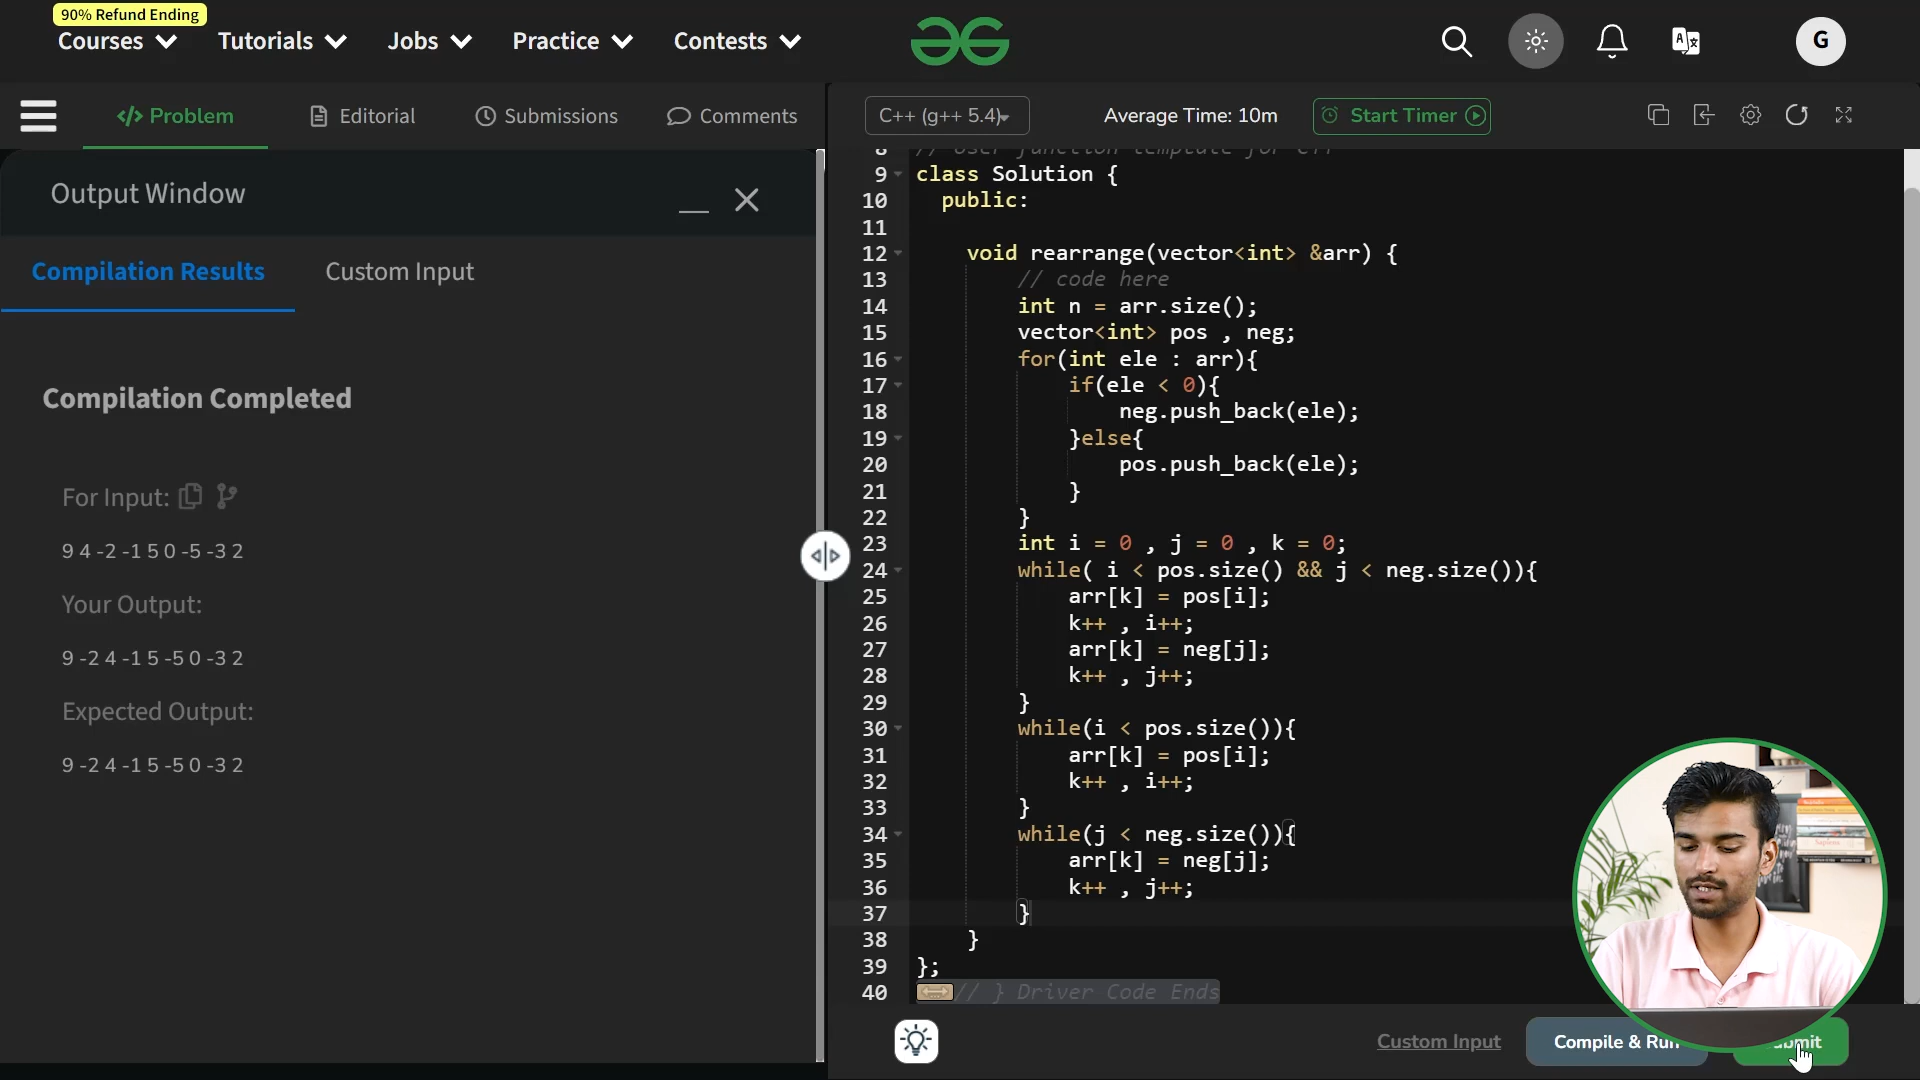 90% Refund Ending
Courses Tutorials Jobs Practice Contests
G
Problem Editorial Submissions Comments
C++ (g++ 5.4) Average Time: 10m Start Timer
Output Window
Compilation Results Custom Input
Compilation Completed
For Input:
9 4 -2 -1 5 0 -5 -3 2
Your Output:
9 -2 4 -1 5 -5 0 -3 2
Expected Output:
9 -2 4 -1 5 -5 0 -3 2
8 // User function template for C++
9 class Solution {
10 public:
11
12 void rearrange(vector<int> &arr) {
13 // code here
14 int n = arr.size();
15 vector<int> pos , neg;
16 for(int ele : arr){
17 if(ele < 0){
18 neg.push_back(ele);
19 }else{
20 pos.push_back(ele);
21 }
22 }
23 int i = 0 , j = 0 , k = 0;
24 while( i < pos.size() && j < neg.size()){
25 arr[k] = pos[i];
26 k++ , i++;
27 arr[k] = neg[j];
28 k++ , j++;
29 }
30 while(i < pos.size()){
31 arr[k] = pos[i];
32 k++ , i++;
33 }
34 while(j < neg.size()){
35 arr[k] = neg[j];
36 k++ , j++;
37 }
38 }
39 };
40 // } Driver Code Ends
Custom Input Compile & Run